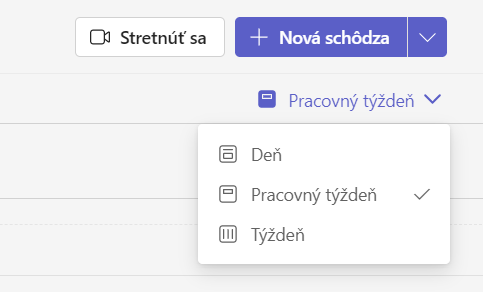 Stretnúť sa
Nová schôdza
Pracovný týždeň
Deň
Pracovný týždeň
Týždeň